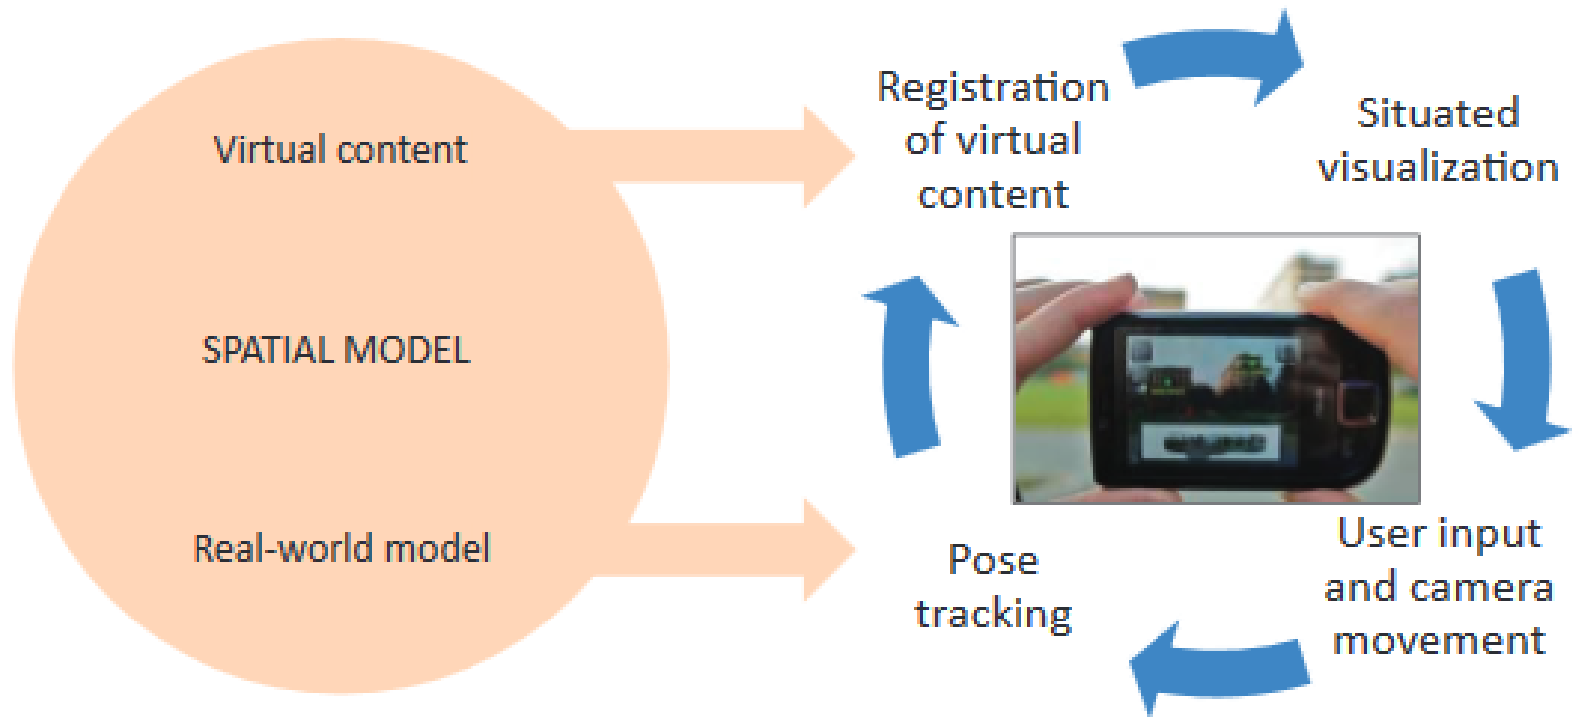 Virtual content
SPATIAL MODEL
Real-world model
Registration
of virtual
content
Situated
visualization
User input
and camera
movement
Pose
tracking